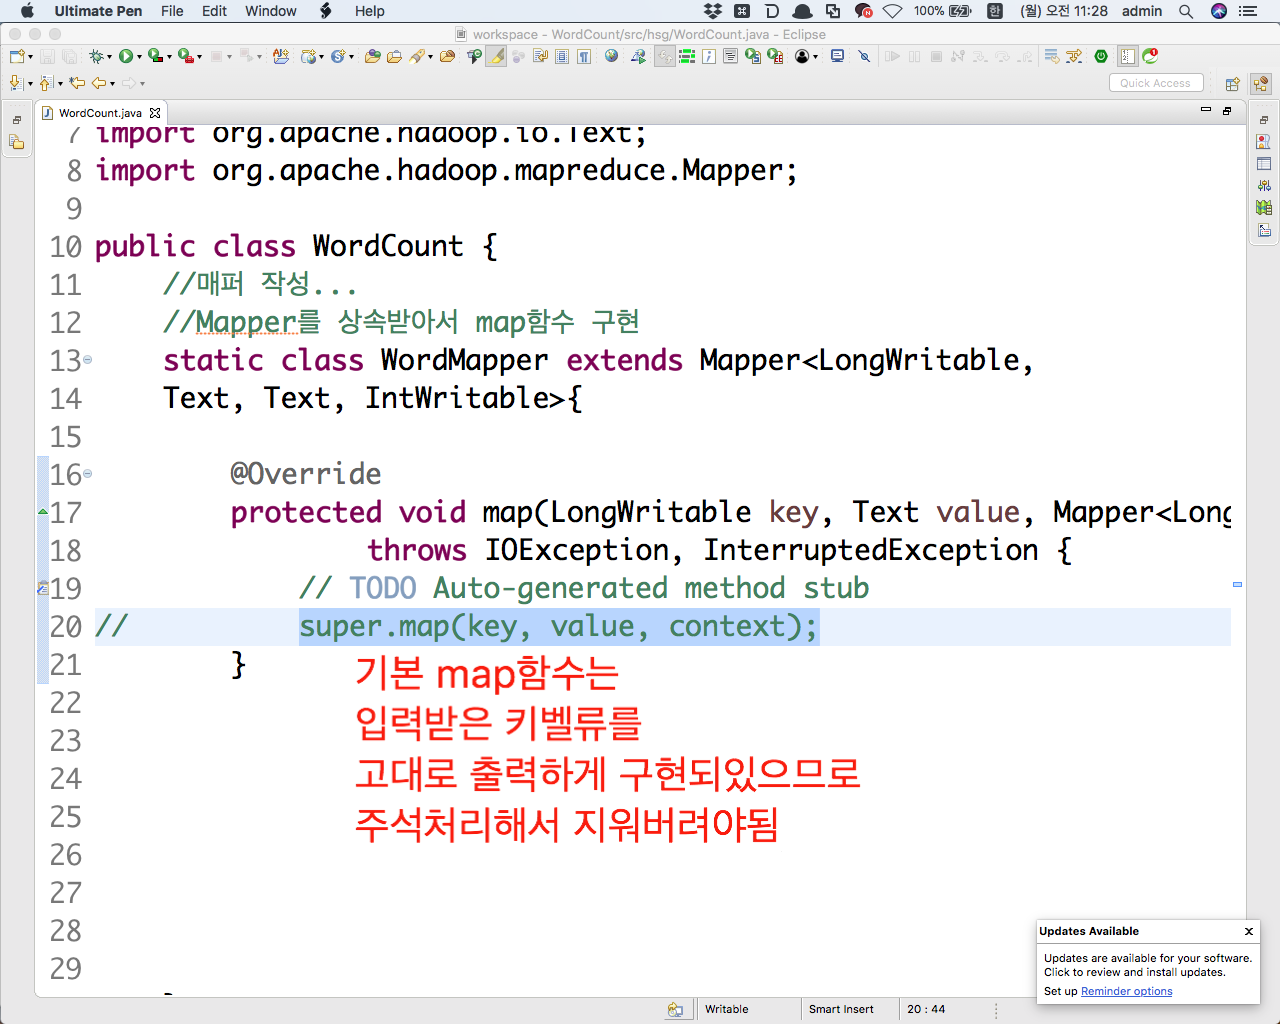 Ultimate Pen File Edit Window Help 100% 한 (월) 오전 11:28 admin
workspace - WordCount/src/hsg/WordCount.java - Eclipse
Quick Access
WordCount.java
7 import org.apache.hadoop.io.Text;
8 import org.apache.hadoop.mapreduce.Mapper;
9
10 public class WordCount {
11 //매퍼 작성...
12 //Mapper를 상속받아서 map함수 구현
13 static class WordMapper extends Mapper<LongWritable,
14 Text, Text, IntWritable>{
15
16 @Override
17 protected void map(LongWritable key, Text value, Mapper<Long
18 throws IOException, InterruptedException {
19 // TODO Auto-generated method stub
20 // super.map(key, value, context);
21 }
기본 map함수는
22
입력받은 키벨류를
23
고대로 출력하게 구현되있으므로
24
주석처리해서 지워버려야됨
25
26
27
28
29
Updates Available x
Updates are available for your software.
Click to review and install updates.
Set up Reminder options
Writable Smart Insert 20 : 44